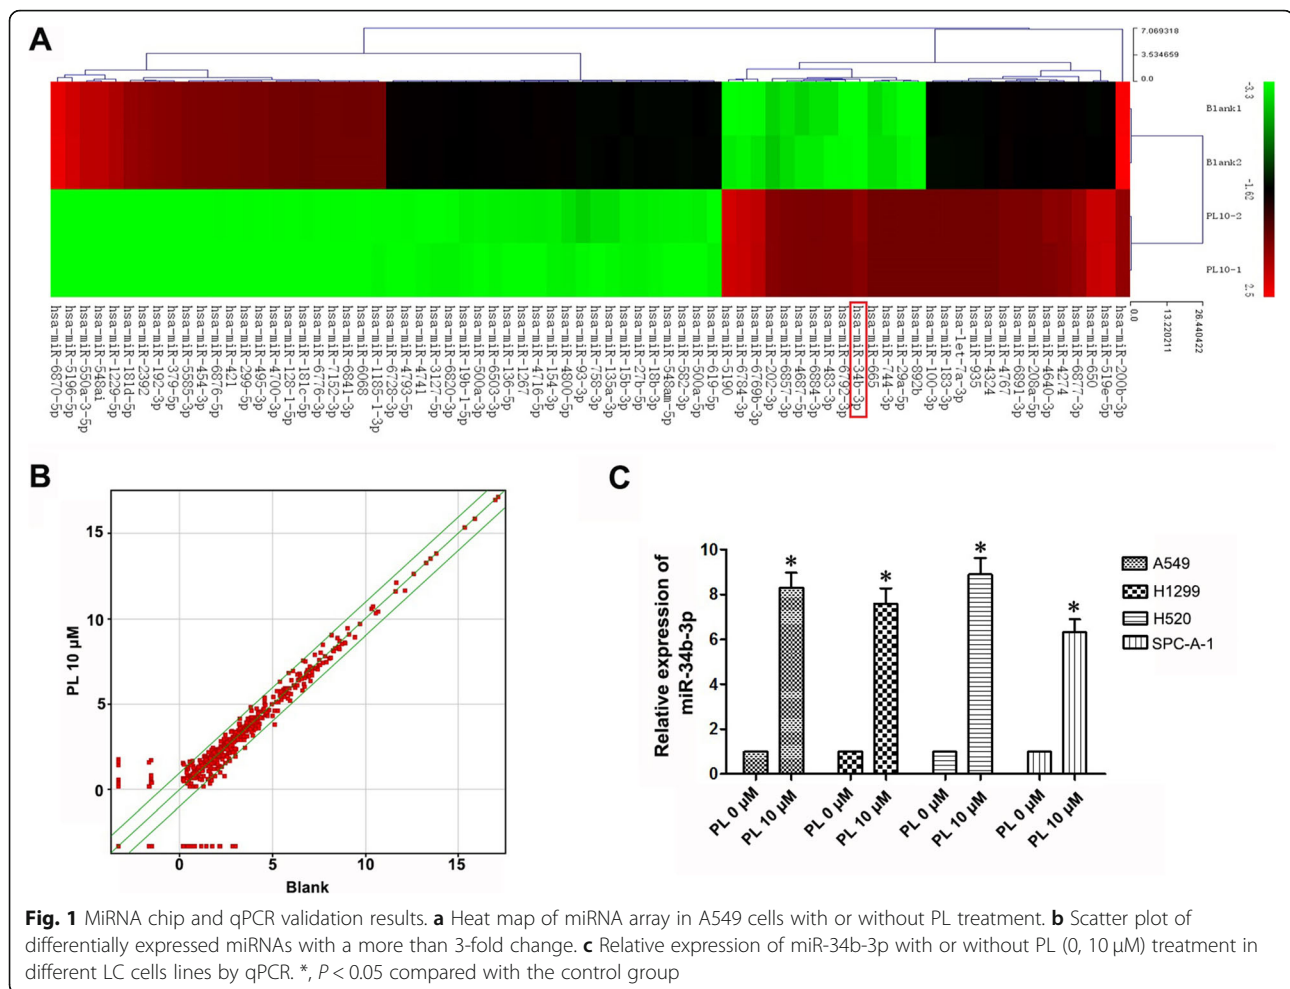 A
7.069318
3.534659
0.0
-3.3
-1.62
2.5
Blank1
Blank2
PL10-2
PL10-1
0.0
13.220211
26.440422
hsa-miR-6870-5p
hsa-miR-5196-5p
hsa-miR-550a-3-5p
hsa-miR-548ai
hsa-miR-1229-5p
hsa-miR-181d-5p
hsa-miR-2392
hsa-miR-192-3p
hsa-miR-379-5p
hsa-miR-5585-3p
hsa-miR-454-3p
hsa-miR-6876-5p
hsa-miR-421
hsa-miR-299-5p
hsa-miR-495-3p
hsa-miR-4700-3p
hsa-miR-128-1-5p
hsa-miR-181c-5p
hsa-miR-6776-3p
hsa-miR-7152-3p
hsa-miR-6841-3p
hsa-miR-6068
hsa-miR-1185-1-3p
hsa-miR-6728-3p
hsa-miR-4793-5p
hsa-miR-4741
hsa-miR-3127-5p
hsa-miR-6820-3p
hsa-miR-19b-1-5p
hsa-miR-500a-3p
hsa-miR-6503-3p
hsa-miR-136-5p
hsa-miR-1267
hsa-miR-4716-5p
hsa-miR-154-3p
hsa-miR-4800-5p
hsa-miR-93-3p
hsa-miR-758-3p
hsa-miR-135a-3p
hsa-miR-15b-3p
hsa-miR-27b-5p
hsa-miR-18b-3p
hsa-miR-548am-5p
hsa-miR-582-3p
hsa-miR-500a-5p
hsa-miR-619-5p
hsa-miR-5190
hsa-miR-6784-3p
hsa-miR-6769b-3p
hsa-miR-202-3p
hsa-miR-6857-3p
hsa-miR-4687-5p
hsa-miR-6884-3p
hsa-miR-483-3p
hsa-miR-6792-3p
hsa-miR-34b-3p
hsa-miR-665
hsa-miR-744-3p
hsa-miR-29a-5p
hsa-miR-892b
hsa-miR-100-3p
hsa-miR-183-3p
hsa-let-7a-3p
hsa-miR-935
hsa-miR-4324
hsa-miR-4767
hsa-miR-6891-3p
hsa-miR-208a-5p
hsa-miR-4640-3p
hsa-miR-4274
hsa-miR-6877-3p
hsa-miR-650
hsa-miR-519e-5p
hsa-miR-200b-3p
B
PL 10 µM
15
10
5
0
0
5
10
15
Blank
C
Relative expression of
miR-34b-3p
10
8
6
4
2
0
*
*
*
*
A549
H1299
H520
SPC-A-1
PL 0 µM
PL 10 µM
PL 0 µM
PL 10 µM
PL 0 µM
PL 10 µM
PL 0 µM
PL 10 µM
Fig. 1 MiRNA chip and qPCR validation results. a Heat map of miRNA array in A549 cells with or without PL treatment. b Scatter plot of
differentially expressed miRNAs with a more than 3-fold change. c Relative expression of miR-34b-3p with or without PL (0, 10 µM) treatment in
different LC cells lines by qPCR. *, P < 0.05 compared with the control group